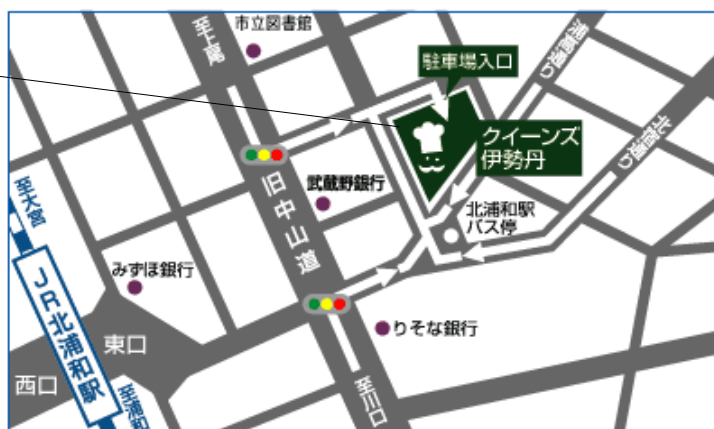 市立図書館
至上尾
駐車場入口
浦高通り
北宿通り
クイーンズ
伊勢丹
武蔵野銀行
旧中山道
北浦和駅
バス停
至大宮
みずほ銀行
JR北浦和駅
東口
西口
りそな銀行
至浦和
至川口